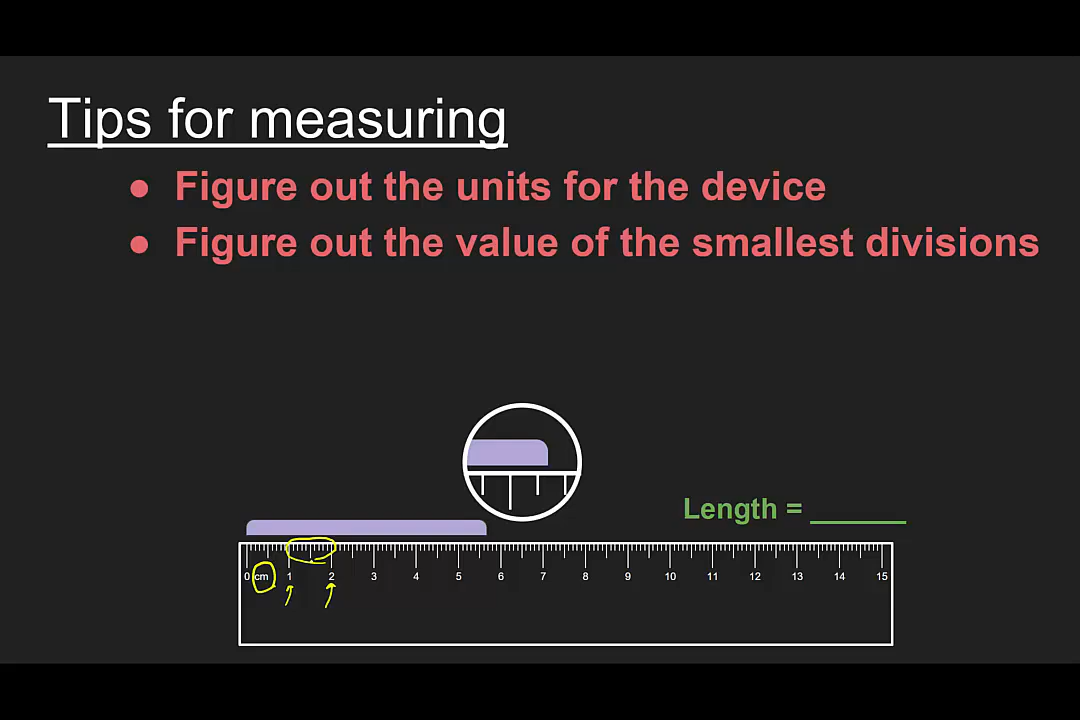 Tips for measuring
● Figure out the units for the device
● Figure out the value of the smallest divisions
Length = ______
0 cm 1 2 3 4 5 6 7 8 9 10 11 12 13 14 15